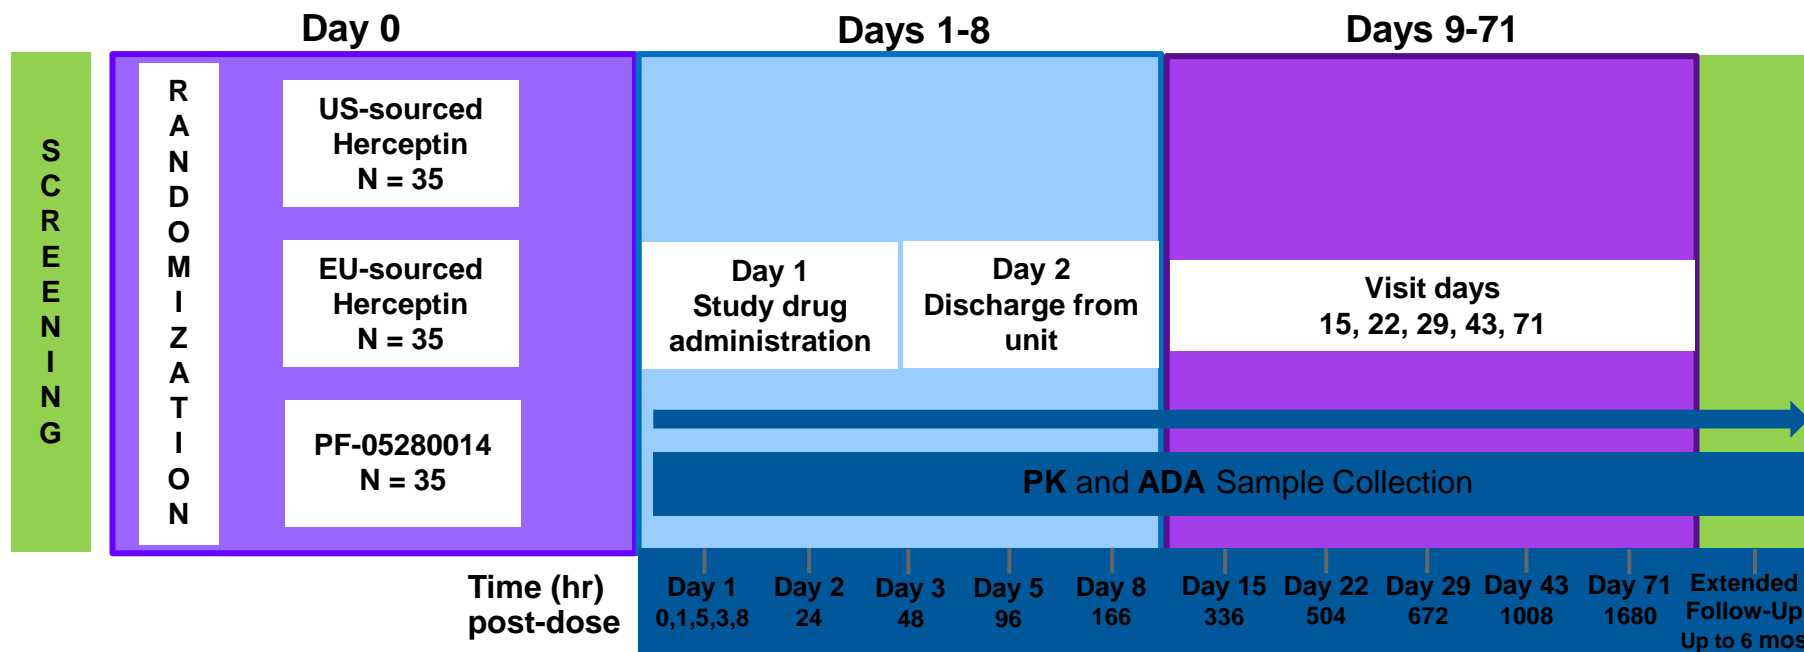 Day 0
Days 1-8
Days 9-71
SCREENING
RANDOMIZATION
US-sourced
Herceptin
N = 35
EU-sourced
Herceptin
N = 35
PF-05280014
N = 35
Day 1
Study drug
administration
Day 2
Discharge from
unit
Visit days
15, 22, 29, 43, 71
PK and ADA Sample Collection
Time (hr)
post-dose
Day 1
0,1,5,3,8
Day 2
24
Day 3
48
Day 5
96
Day 8
166
Day 15
336
Day 22
504
Day 29
672
Day 43
1008
Day 71
1680
Extended
Follow-Up
Up to 6 mos